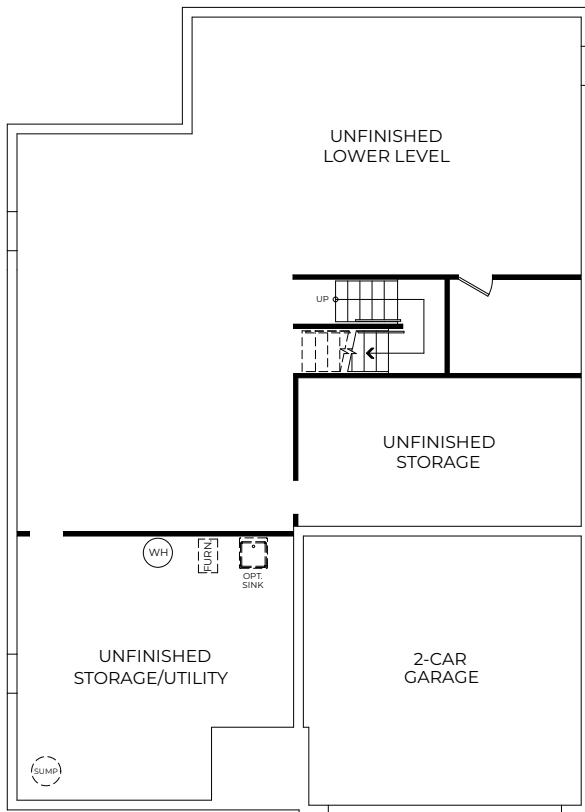 UNFINISHED
LOWER LEVEL
UP
UNFINISHED
STORAGE
WH
FURN.
OPT.
SINK
UNFINISHED
STORAGE/UTILITY
2-CAR
GARAGE
SUMP